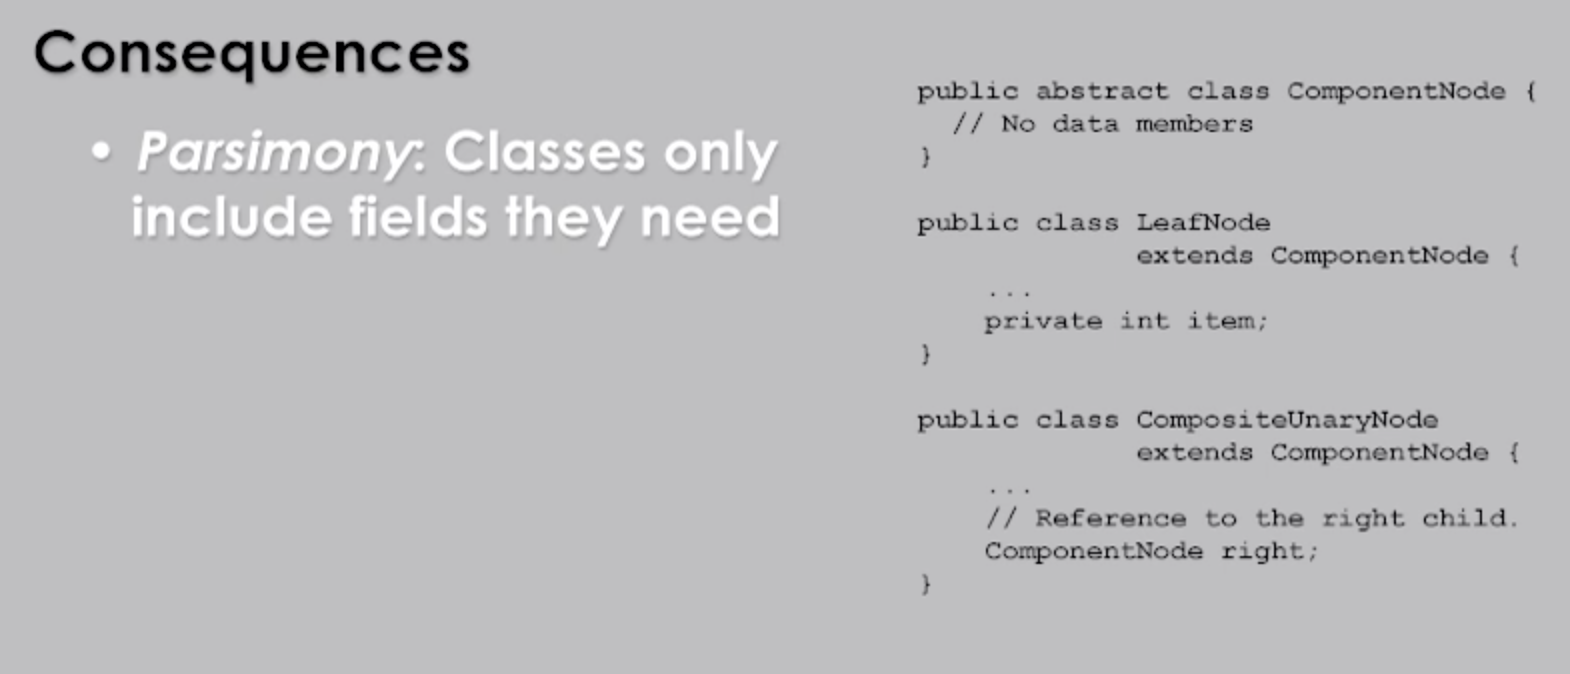 Consequences
• Parsimony: Classes only
include fields they need
public abstract class ComponentNode {
// No data members
}
public class LeafNode
extends ComponentNode {
...
private int item;
}
public class CompositeUnaryNode
extends ComponentNode {
...
// Reference to the right child.
ComponentNode right;
}